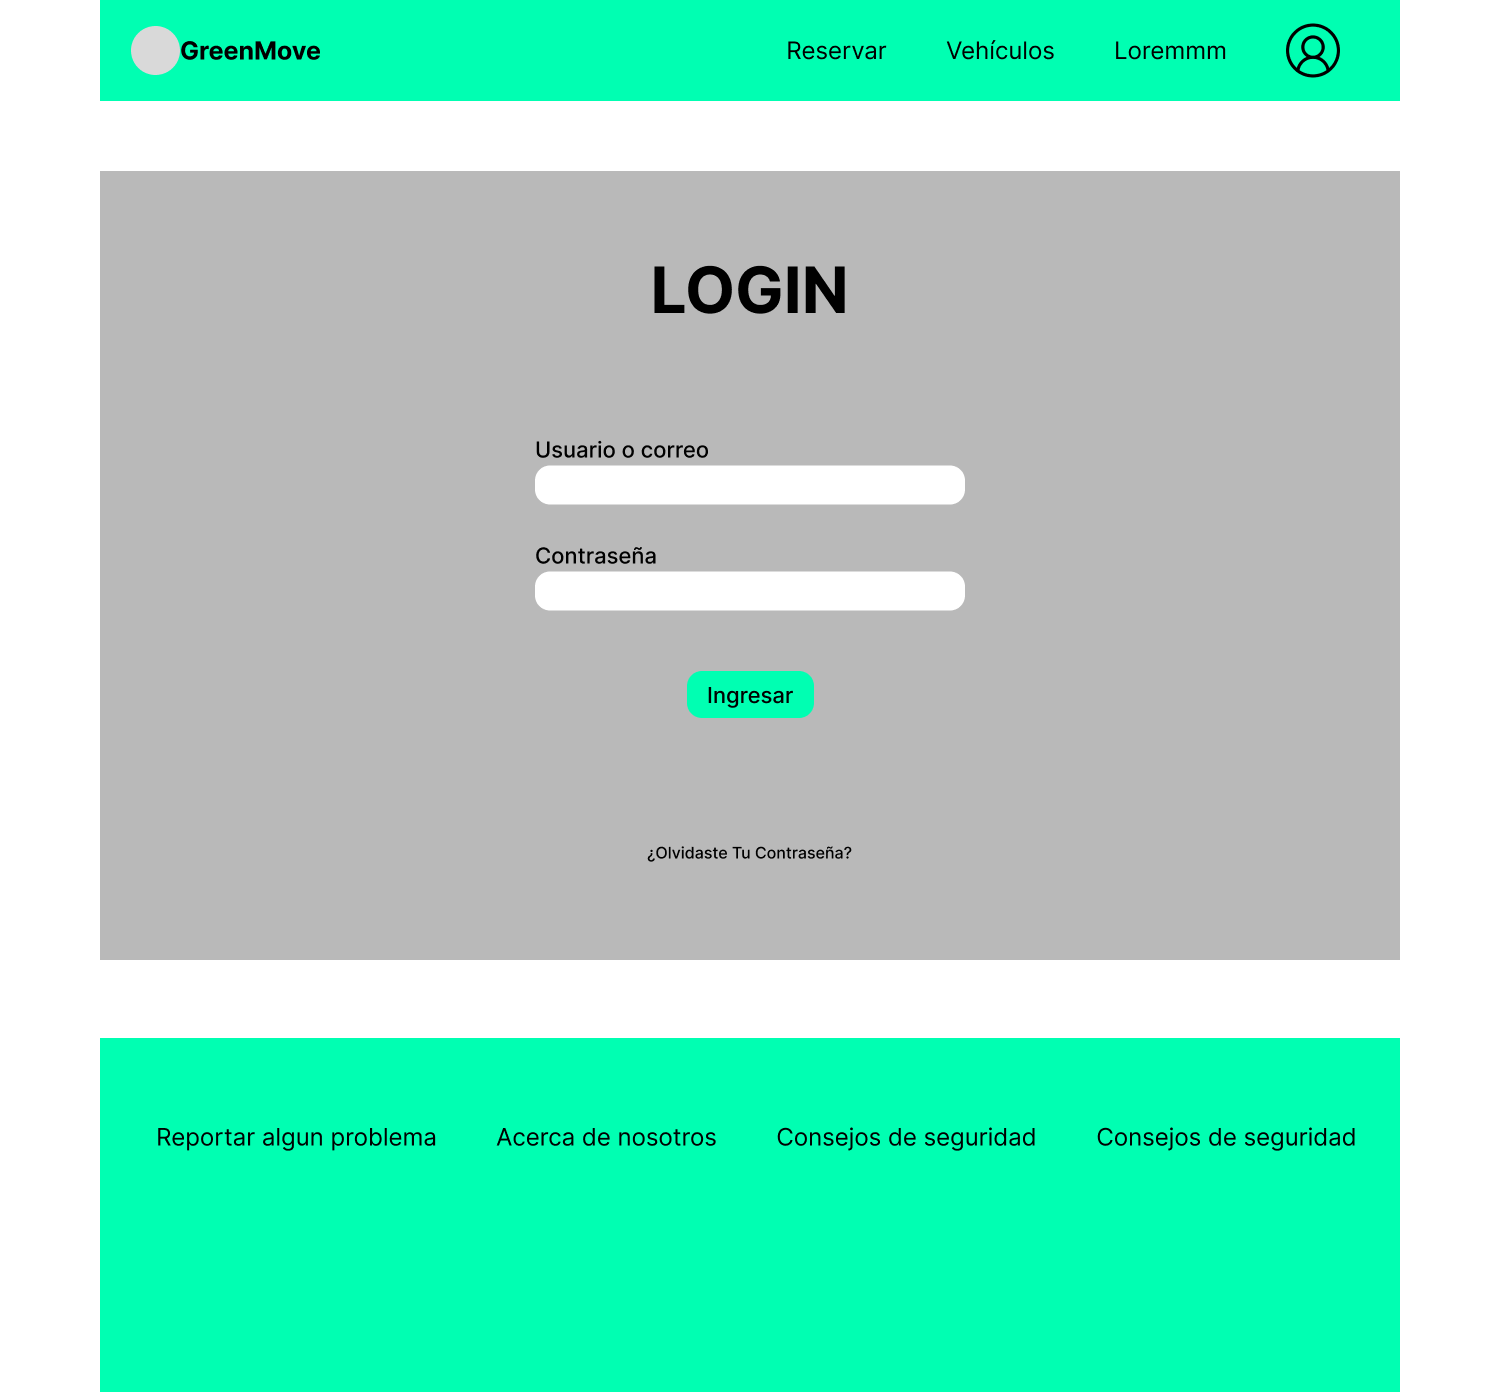 GreenMove
Reservar
Vehículos
Loremmm
LOGIN
Usuario o correo
Contraseña
Ingresar
¿Olvidaste Tu Contraseña?
Reportar algun problema
Acerca de nosotros
Consejos de seguridad
Consejos de seguridad